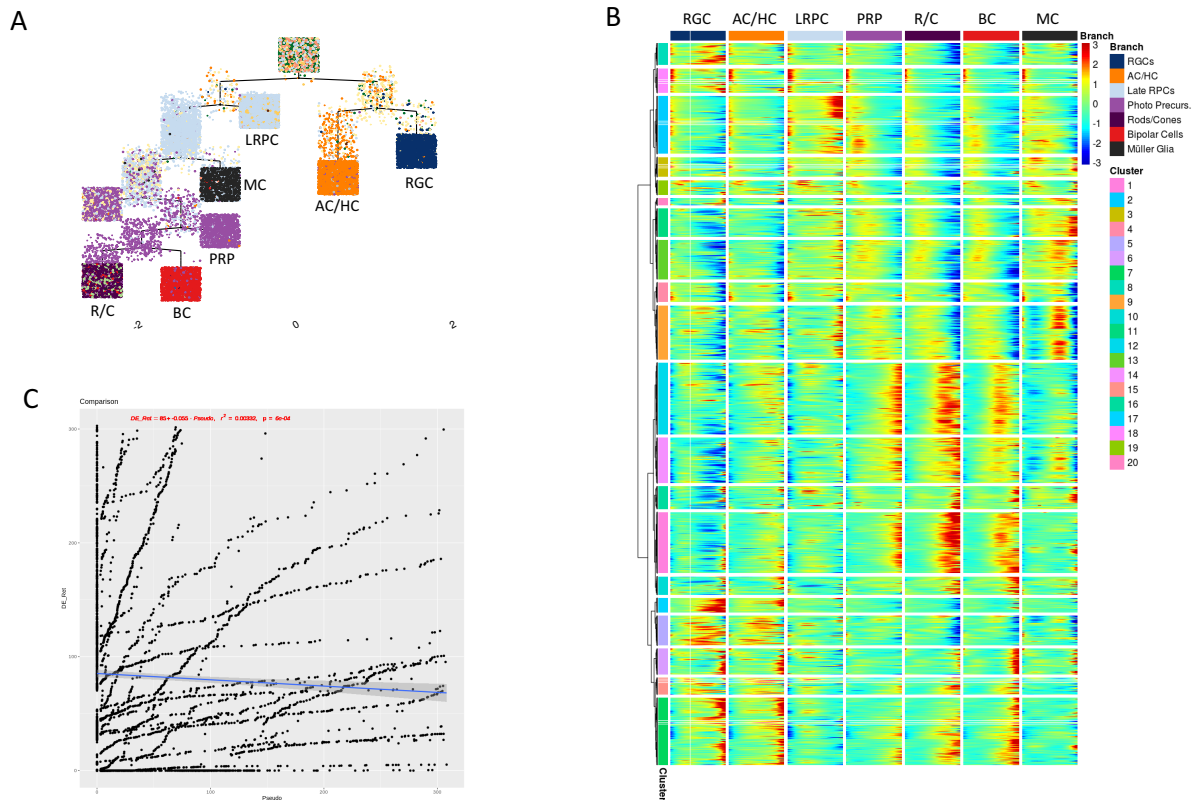 A
LRPC
MC
AC/HC
RGC
PRP
R/C
BC
-2
0
2
B
RGC
AC/HC
LRPC
PRP
R/C
BC
MC
Branch
3
2
1
0
-1
-2
-3
Branch
RGCs
AC/HC
Late RPCs
Photo Precurs.
Rods/Cones
Bipolar Cells
Müller Glia
Cluster
1
2
3
4
5
6
7
8
9
10
11
12
13
14
15
16
17
18
19
20
Cluster
C
Comparison
DE_Ret = 85+ -0.055 · Pseudo, r² = 0.00332, p = 6e-04
DE_Ret
300
200
100
0
0
100
200
300
Pseudo